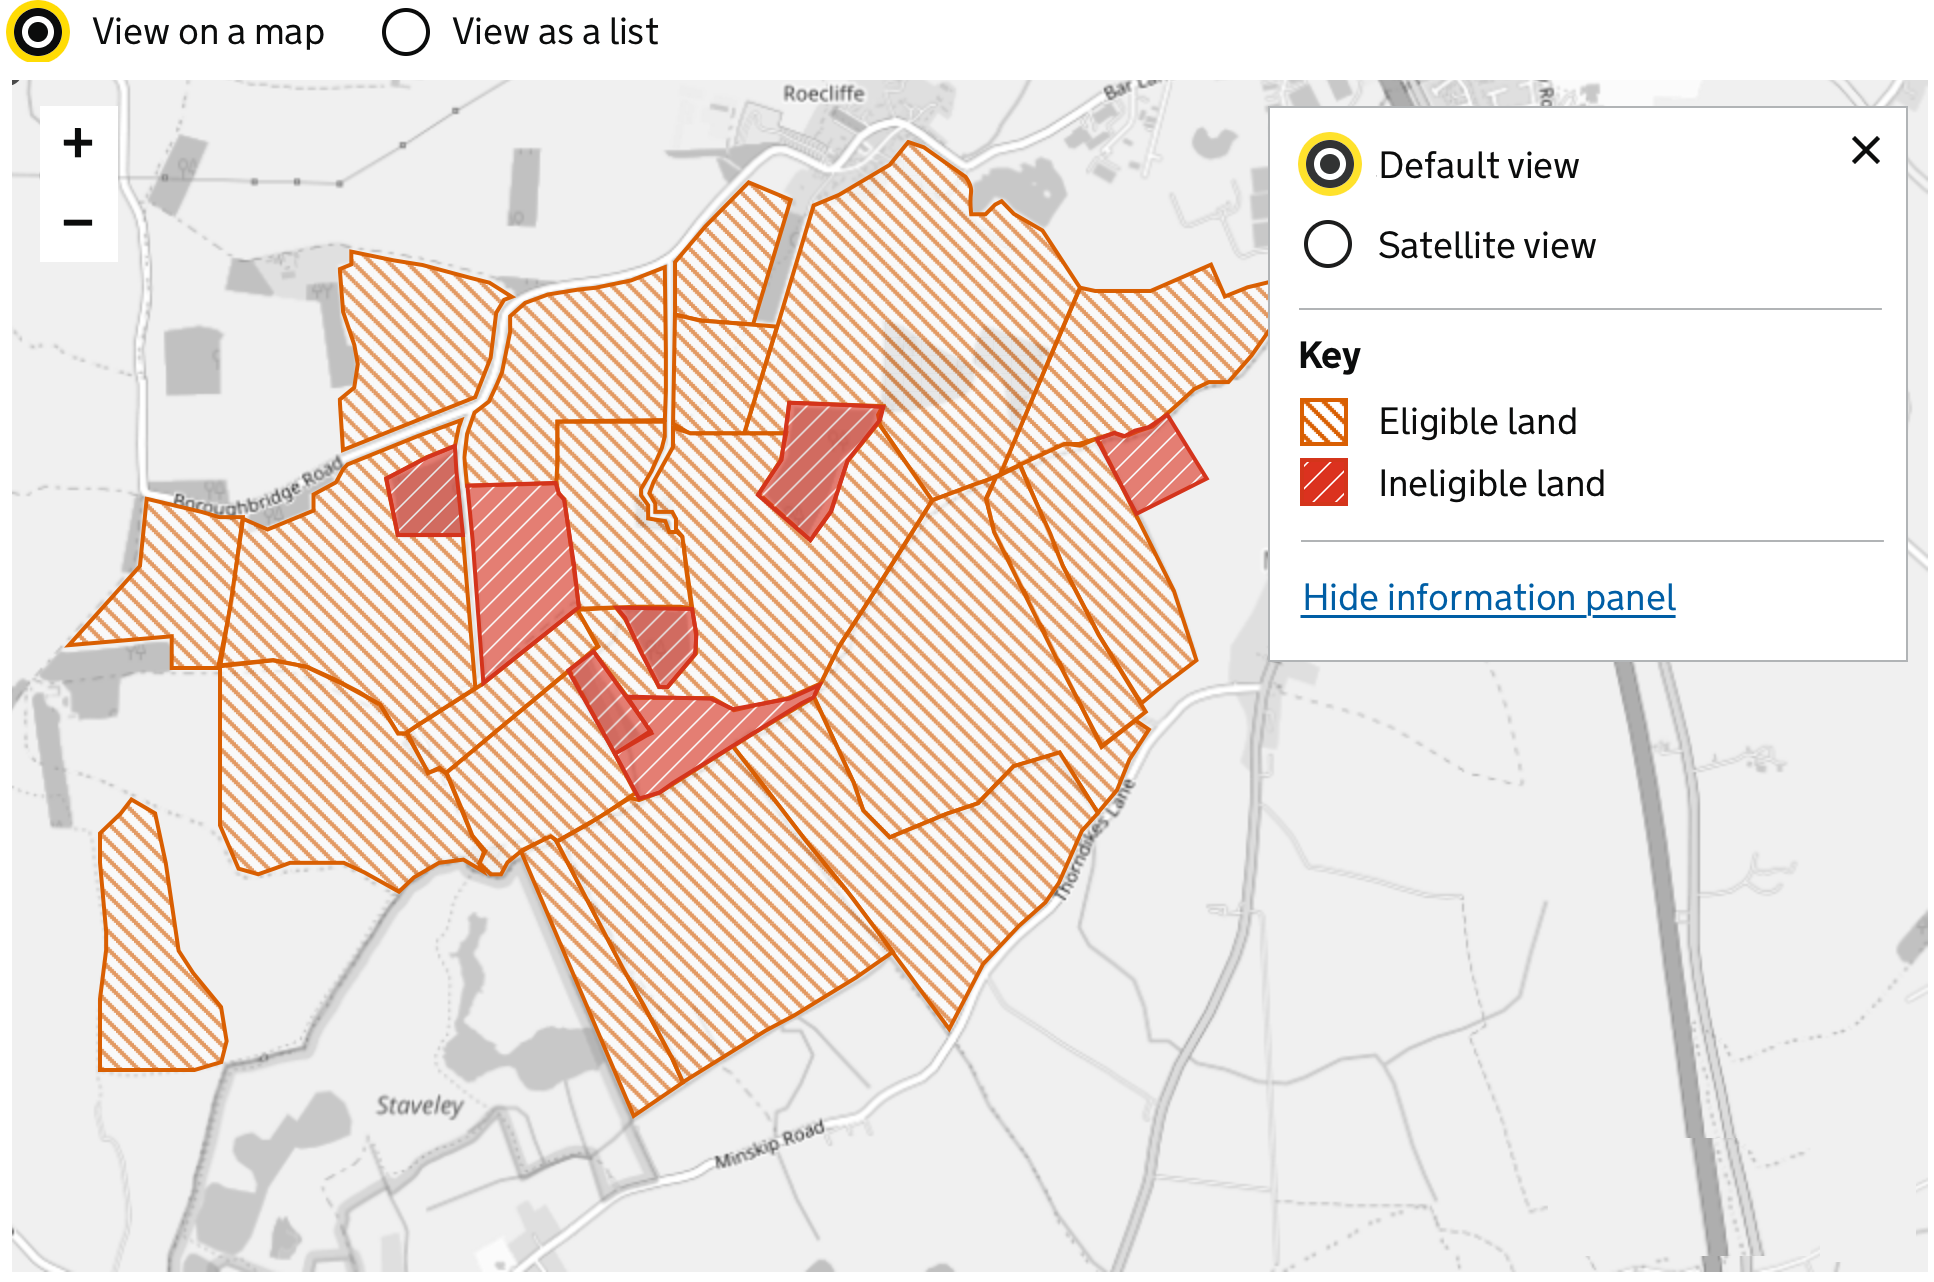 View on a map
View as a list
Roecliffe
Bar La
+
−
Default view
Satellite view
Key
Eligible land
Ineligible land
Hide information panel
Boroughbridge Road
Thorndikes Lane
Staveley
Minskip Road